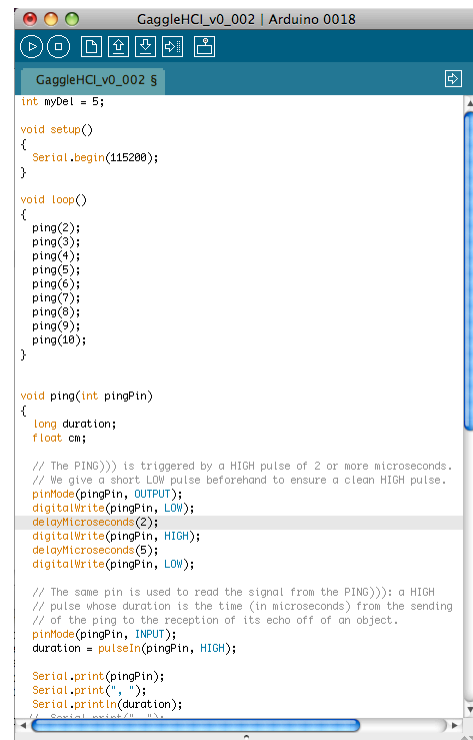 GaggleHCI_v0_002 | Arduino 0018
GaggleHCI_v0_002 §
int myDel = 5;
void setup()
{
  Serial.begin(115200);
}
void loop()
{
  ping(2);
  ping(3);
  ping(4);
  ping(5);
  ping(6);
  ping(7);
  ping(8);
  ping(9);
  ping(10);
}
void ping(int pingPin)
{
  long duration;
  float cm;
  // The PING))) is triggered by a HIGH pulse of 2 or more microseconds.
  // We give a short LOW pulse beforehand to ensure a clean HIGH pulse.
  pinMode(pingPin, OUTPUT);
  digitalWrite(pingPin, LOW);
  delayMicroseconds(2);
  digitalWrite(pingPin, HIGH);
  delayMicroseconds(5);
  digitalWrite(pingPin, LOW);
  // The same pin is used to read the signal from the PING))): a HIGH
  // pulse whose duration is the time (in microseconds) from the sending
  // of the ping to the reception of its echo off of an object.
  pinMode(pingPin, INPUT);
  duration = pulseIn(pingPin, HIGH);
  Serial.print(pingPin);
  Serial.print(", ");
  Serial.println(duration);
//  Serial.print(", ");